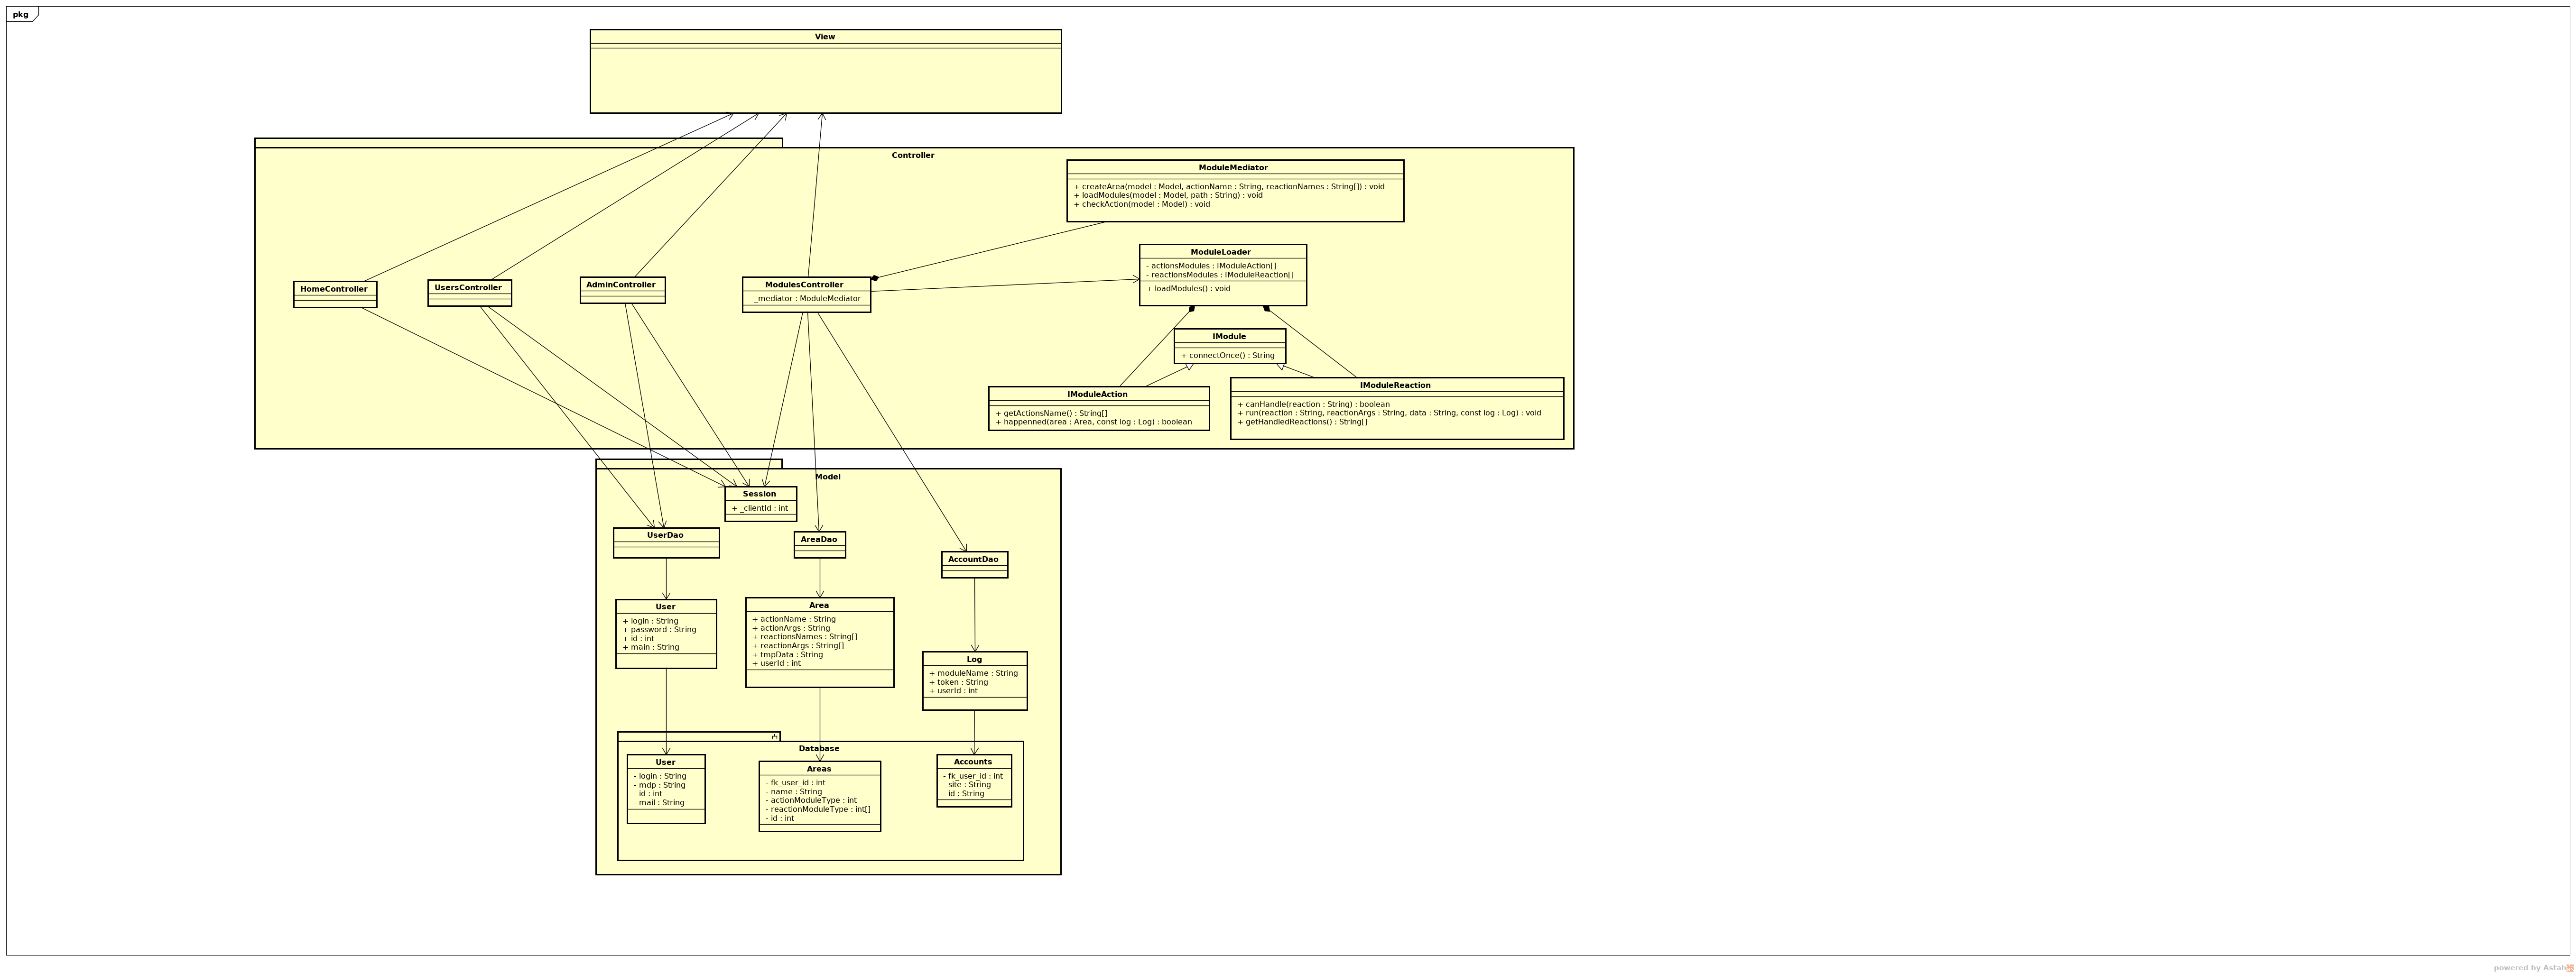 pkg
View
Controller
ModuleMediator
+ createArea(model : Model, actionName : String, reactionNames : String[]) : void
+ loadModules(model : Model, path : String) : void
+ checkAction(model : Model) : void
ModuleLoader
- actionsModules : IModuleAction[]
- reactionsModules : IModuleReaction[]
+ loadModules() : void
HomeController
UsersController
AdminController
ModulesController
- _mediator : ModuleMediator
IModule
+ connectOnce() : String
IModuleAction
+ getActionsName() : String[]
+ happenned(area : Area, const log : Log) : boolean
IModuleReaction
+ canHandle(reaction : String) : boolean
+ run(reaction : String, reactionArgs : String, data : String, const log : Log) : void
+ getHandledReactions() : String[]
Model
Session
+ _clientId : int
UserDao
AreaDao
AccountDao
User
+ login : String
+ password : String
+ id : int
+ main : String
Area
+ actionName : String
+ actionArgs : String
+ reactionsNames : String[]
+ reactionArgs : String[]
+ tmpData : String
+ userId : int
Log
+ moduleName : String
+ token : String
+ userId : int
Database
User
- login : String
- mdp : String
- id : int
- mail : String
Areas
- fk_user_id : int
- name : String
- actionModuleType : int
- reactionModuleType : int[]
- id : int
Accounts
- fk_user_id : int
- site : String
- id : String
powered by Astah